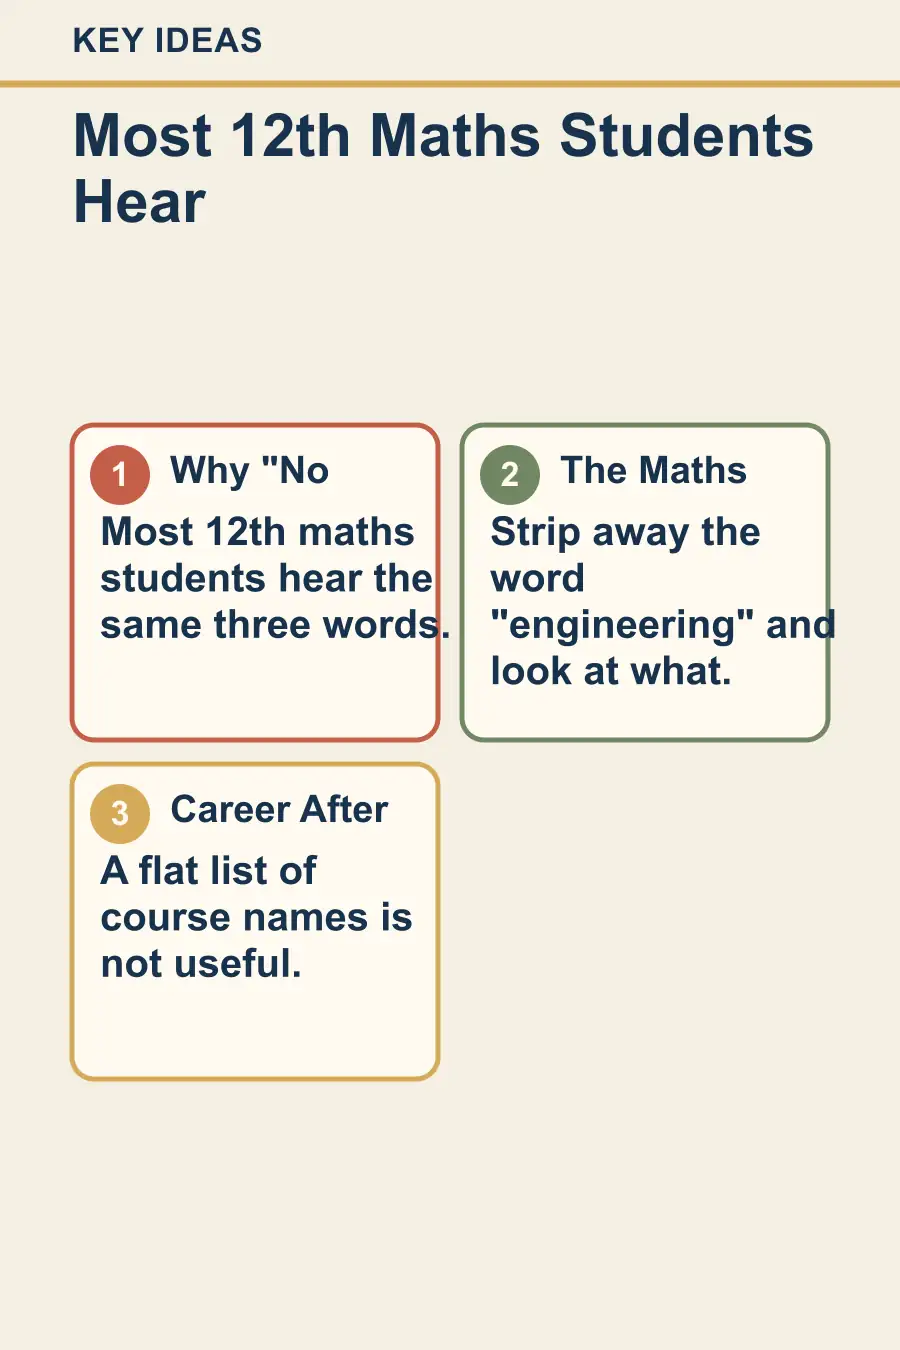 KEY IDEAS
Most 12th Maths Students
Hear
1 Why "No
Most 12th maths
students hear the
same three words.
2 The Maths
Strip away the
word
"engineering" and
look at what.
3 Career After
A flat list of
course names is
not useful.